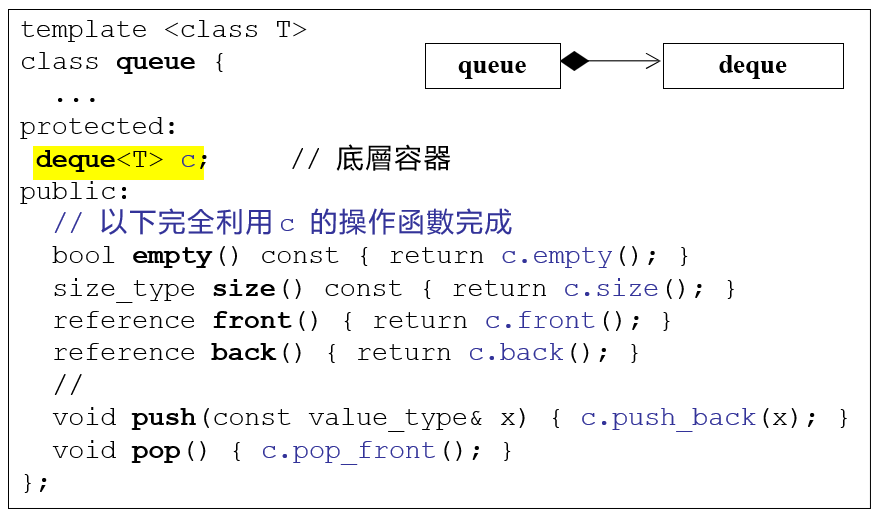 template <class T>
class queue {
queue deque
...
protected:
deque<T> c; // 底層容器
public:
// 以下完全利用 c 的操作函數完成
bool empty() const { return c.empty(); }
size_type size() const { return c.size(); }
reference front() { return c.front(); }
reference back() { return c.back(); }
//
void push(const value_type& x) { c.push_back(x); }
void pop() { c.pop_front(); }
};